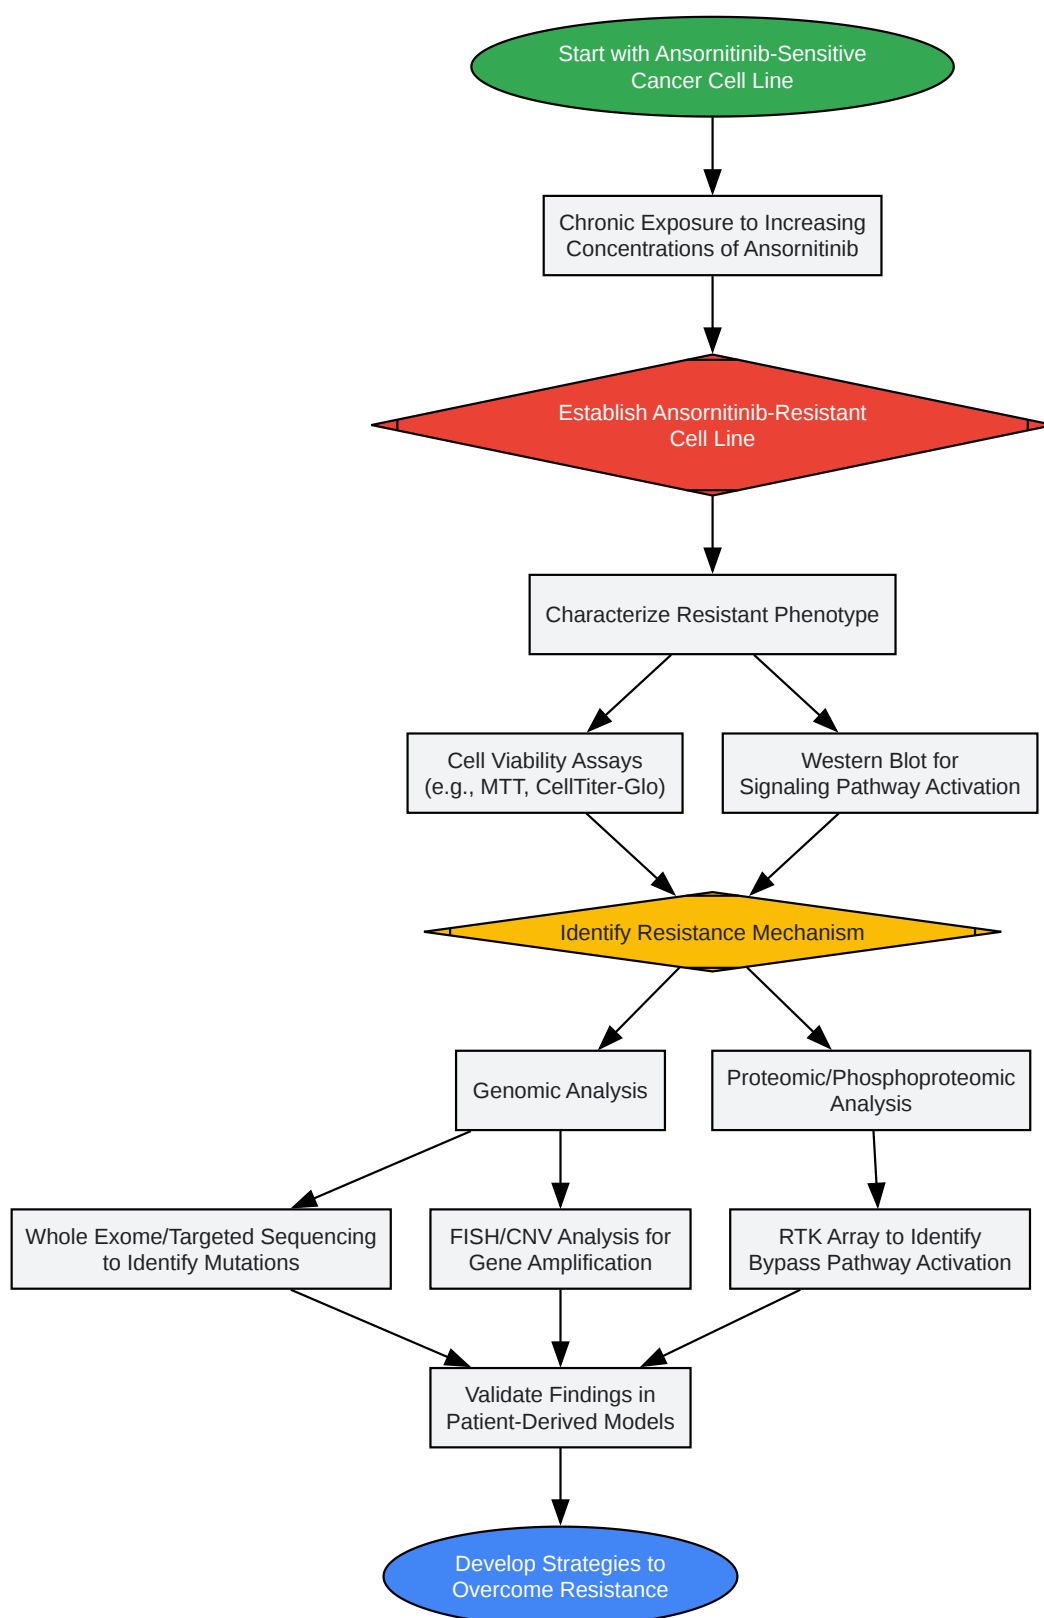 Start with Ansornitinib-Sensitive
Cancer Cell Line
Chronic Exposure to Increasing
Concentrations of Ansornitinib
Establish Ansornitinib-Resistant
Cell Line
Characterize Resistant Phenotype
Cell Viability Assays
(e.g., MTT, CellTiter-Glo)
Western Blot for
Signaling Pathway Activation
Identify Resistance Mechanism
Genomic Analysis
Proteomic/Phosphoproteomic
Analysis
Whole Exome/Targeted Sequencing
to Identify Mutations
FISH/CNV Analysis for
Gene Amplification
RTK Array to Identify
Bypass Pathway Activation
Validate Findings in
Patient-Derived Models
Develop Strategies to
Overcome Resistance